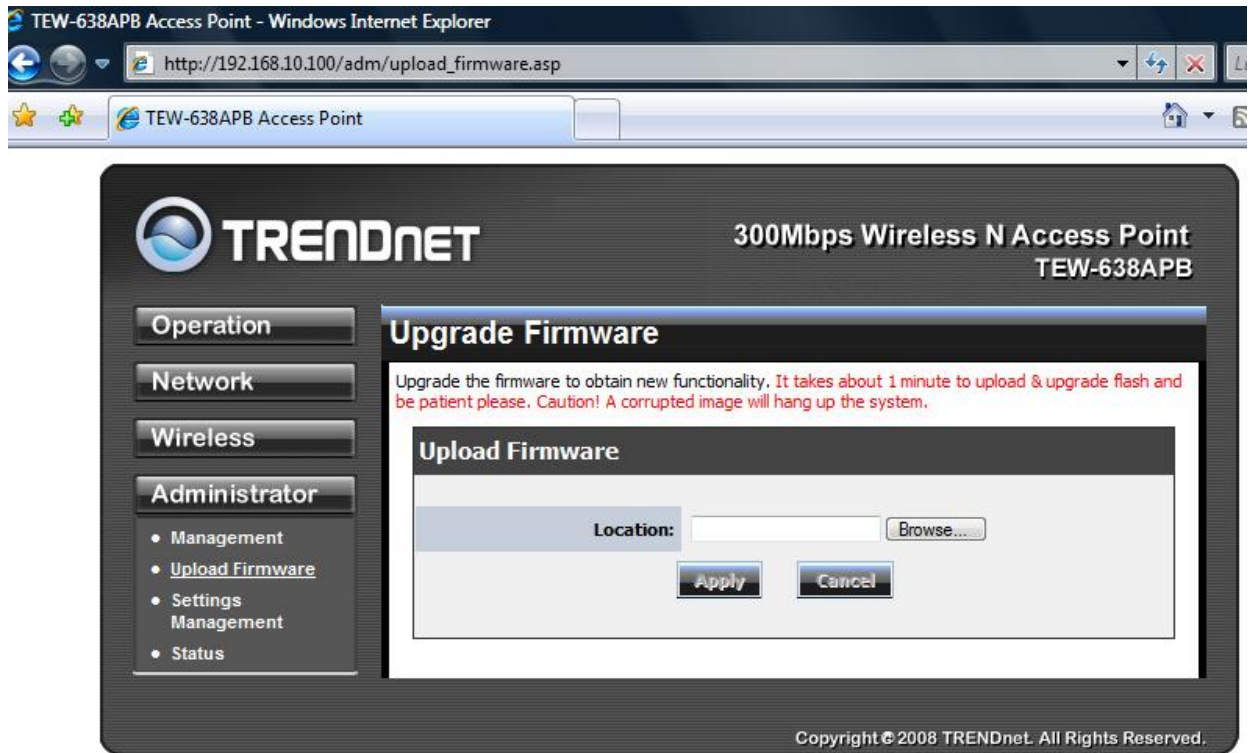 TEW-638APB Access Point - Windows Internet Explorer
http://192.168.10.100/adm/upload_firmware.asp
TEW-638APB Access Point
TRENDNET
300Mbps Wireless N Access Point
TEW-638APB
Operation
Network
Wireless
Administrator
• Management
• Upload Firmware
• Settings
Management
• Status
Upgrade Firmware
Upgrade the firmware to obtain new functionality. It takes about 1 minute to upload & upgrade flash and
be patient please. Caution! A corrupted image will hang up the system.
Upload Firmware
Location:
Browse...
Apply
Cancel
Copyright © 2008 TRENDnet. All Rights Reserved.